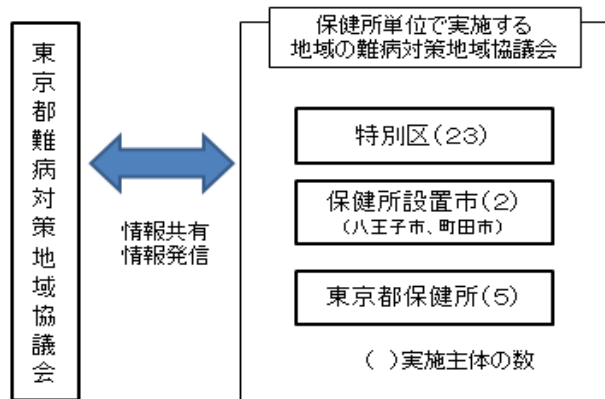 東京都難病対策地域協議会
情報共有
情報発信
保健所単位で実施する
地域の難病対策地域協議会
特別区(23)
保健所設置市(2)
(八王子市、町田市)
東京都保健所(5)
( )実施主体の数